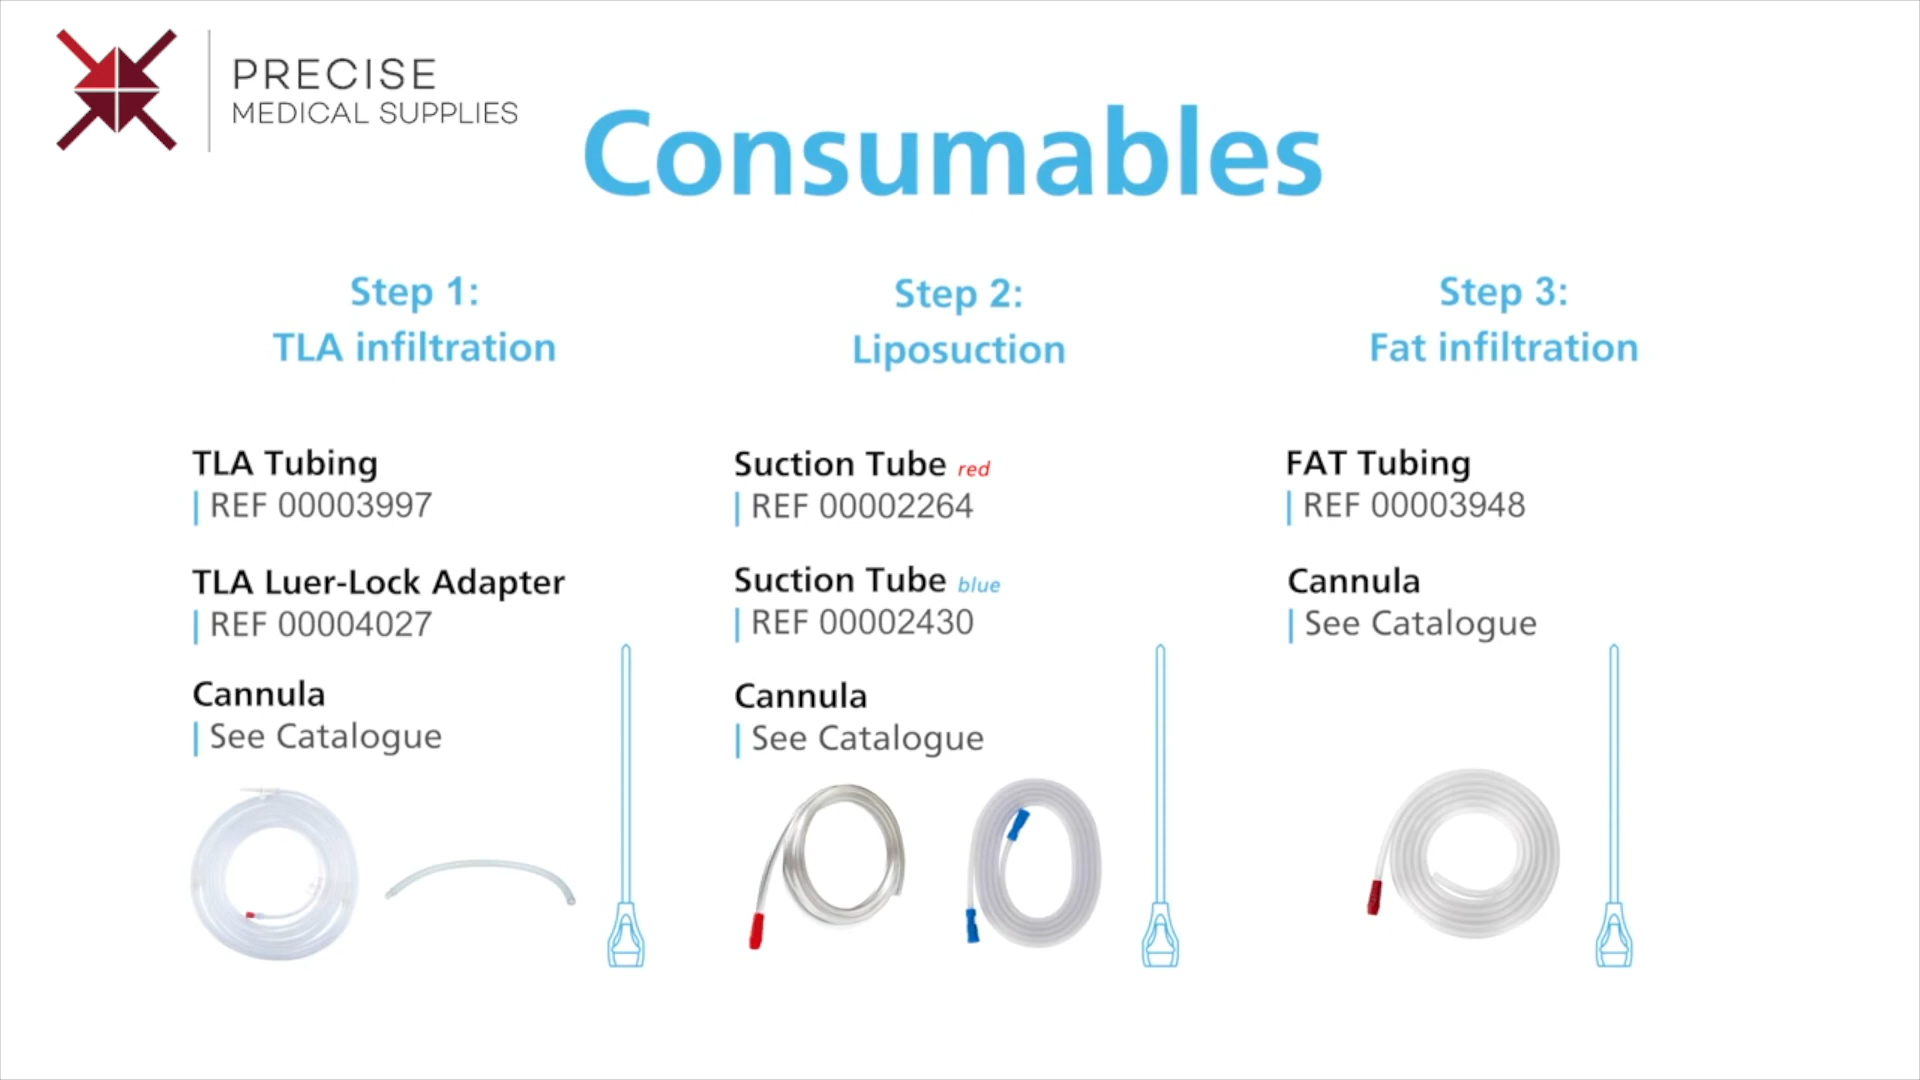 PRECISE
MEDICAL SUPPLIES
Consumables
Step 1:
TLA infiltration
TLA Tubing
| REF 00003997
TLA Luer-Lock Adapter
| REF 00004027
Cannula
| See Catalogue
Step 2:
Liposuction
Suction Tube red
| REF 00002264
Suction Tube blue
| REF 00002430
Cannula
| See Catalogue
Step 3:
Fat infiltration
FAT Tubing
| REF 00003948
Cannula
| See Catalogue